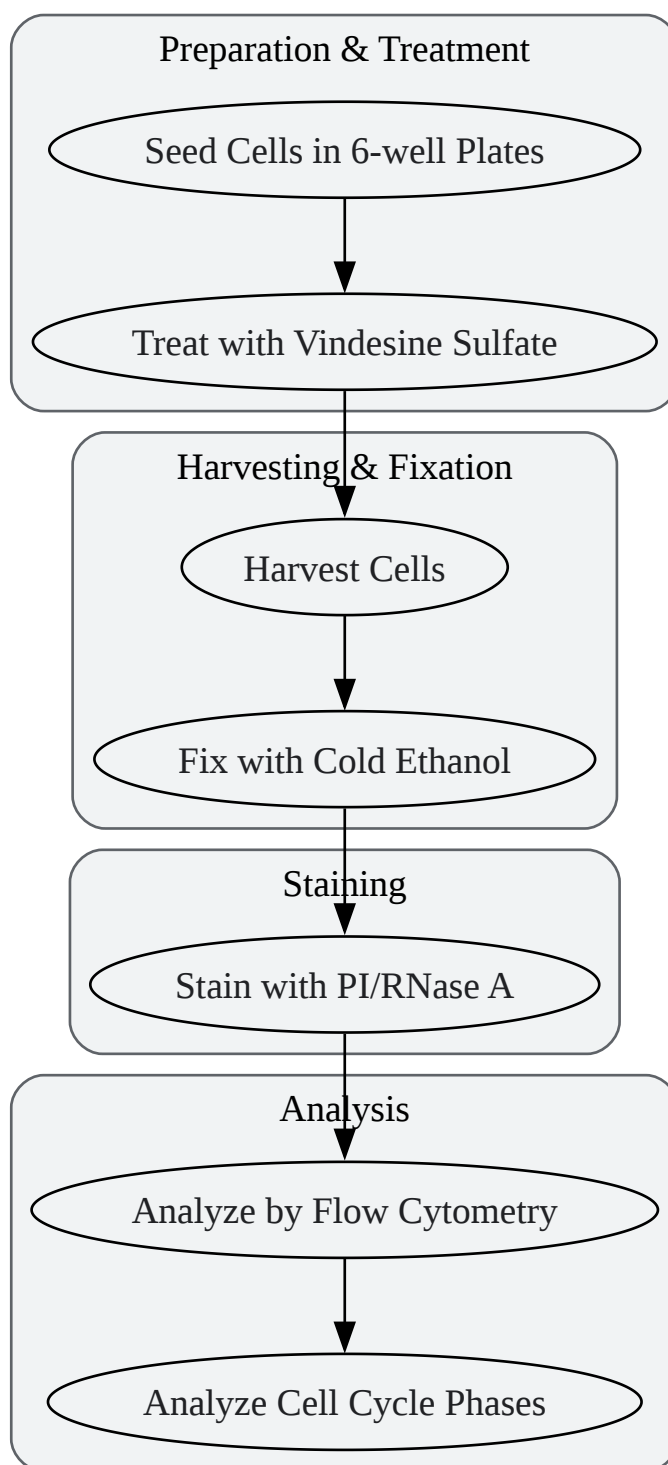 Preparation & Treatment
Seed Cells in 6-well Plates
Treat with Vindesine Sulfate
Harvesting & Fixation
Harvest Cells
Fix with Cold Ethanol
Staining
Stain with PI/RNase A
Analysis
Analyze by Flow Cytometry
Analyze Cell Cycle Phases